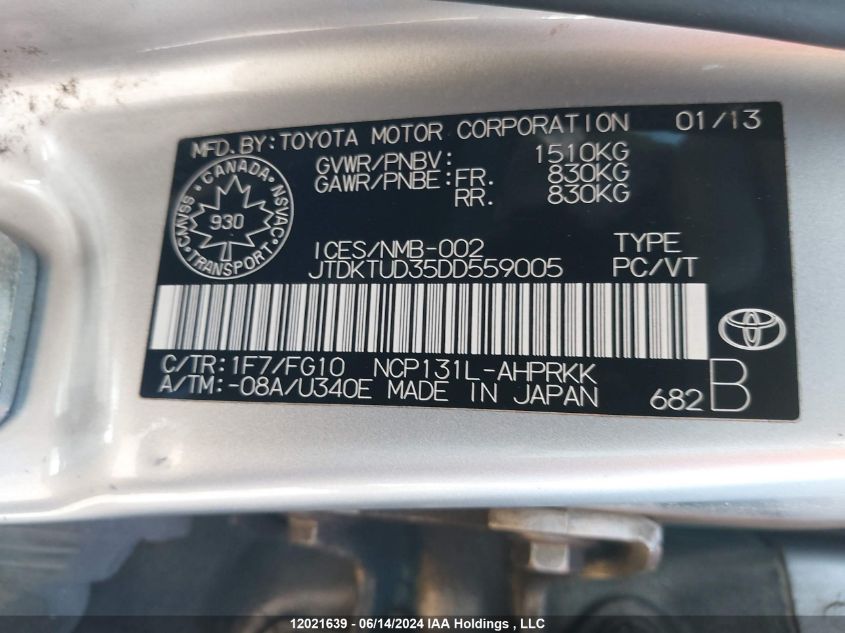 MFD. BY: TOYOTA MOTOR CORPORATION 01/13
GVWR/PNBV: 1510KG
GAWR/PNBE: FR. 830KG
RR. 830KG
CANADA
CMVSS NSVAC
930
TRANSPORT
ICES/NMB-002 TYPE
JTDKTUD35DD559005 PC/VT
C/TR: 1F7/FG10 NCP131L-AHPRKK
A/TM: -08A/U340E MADE IN JAPAN 682 B
12021639 - 06/14/2024 IAA Holdings , LLC